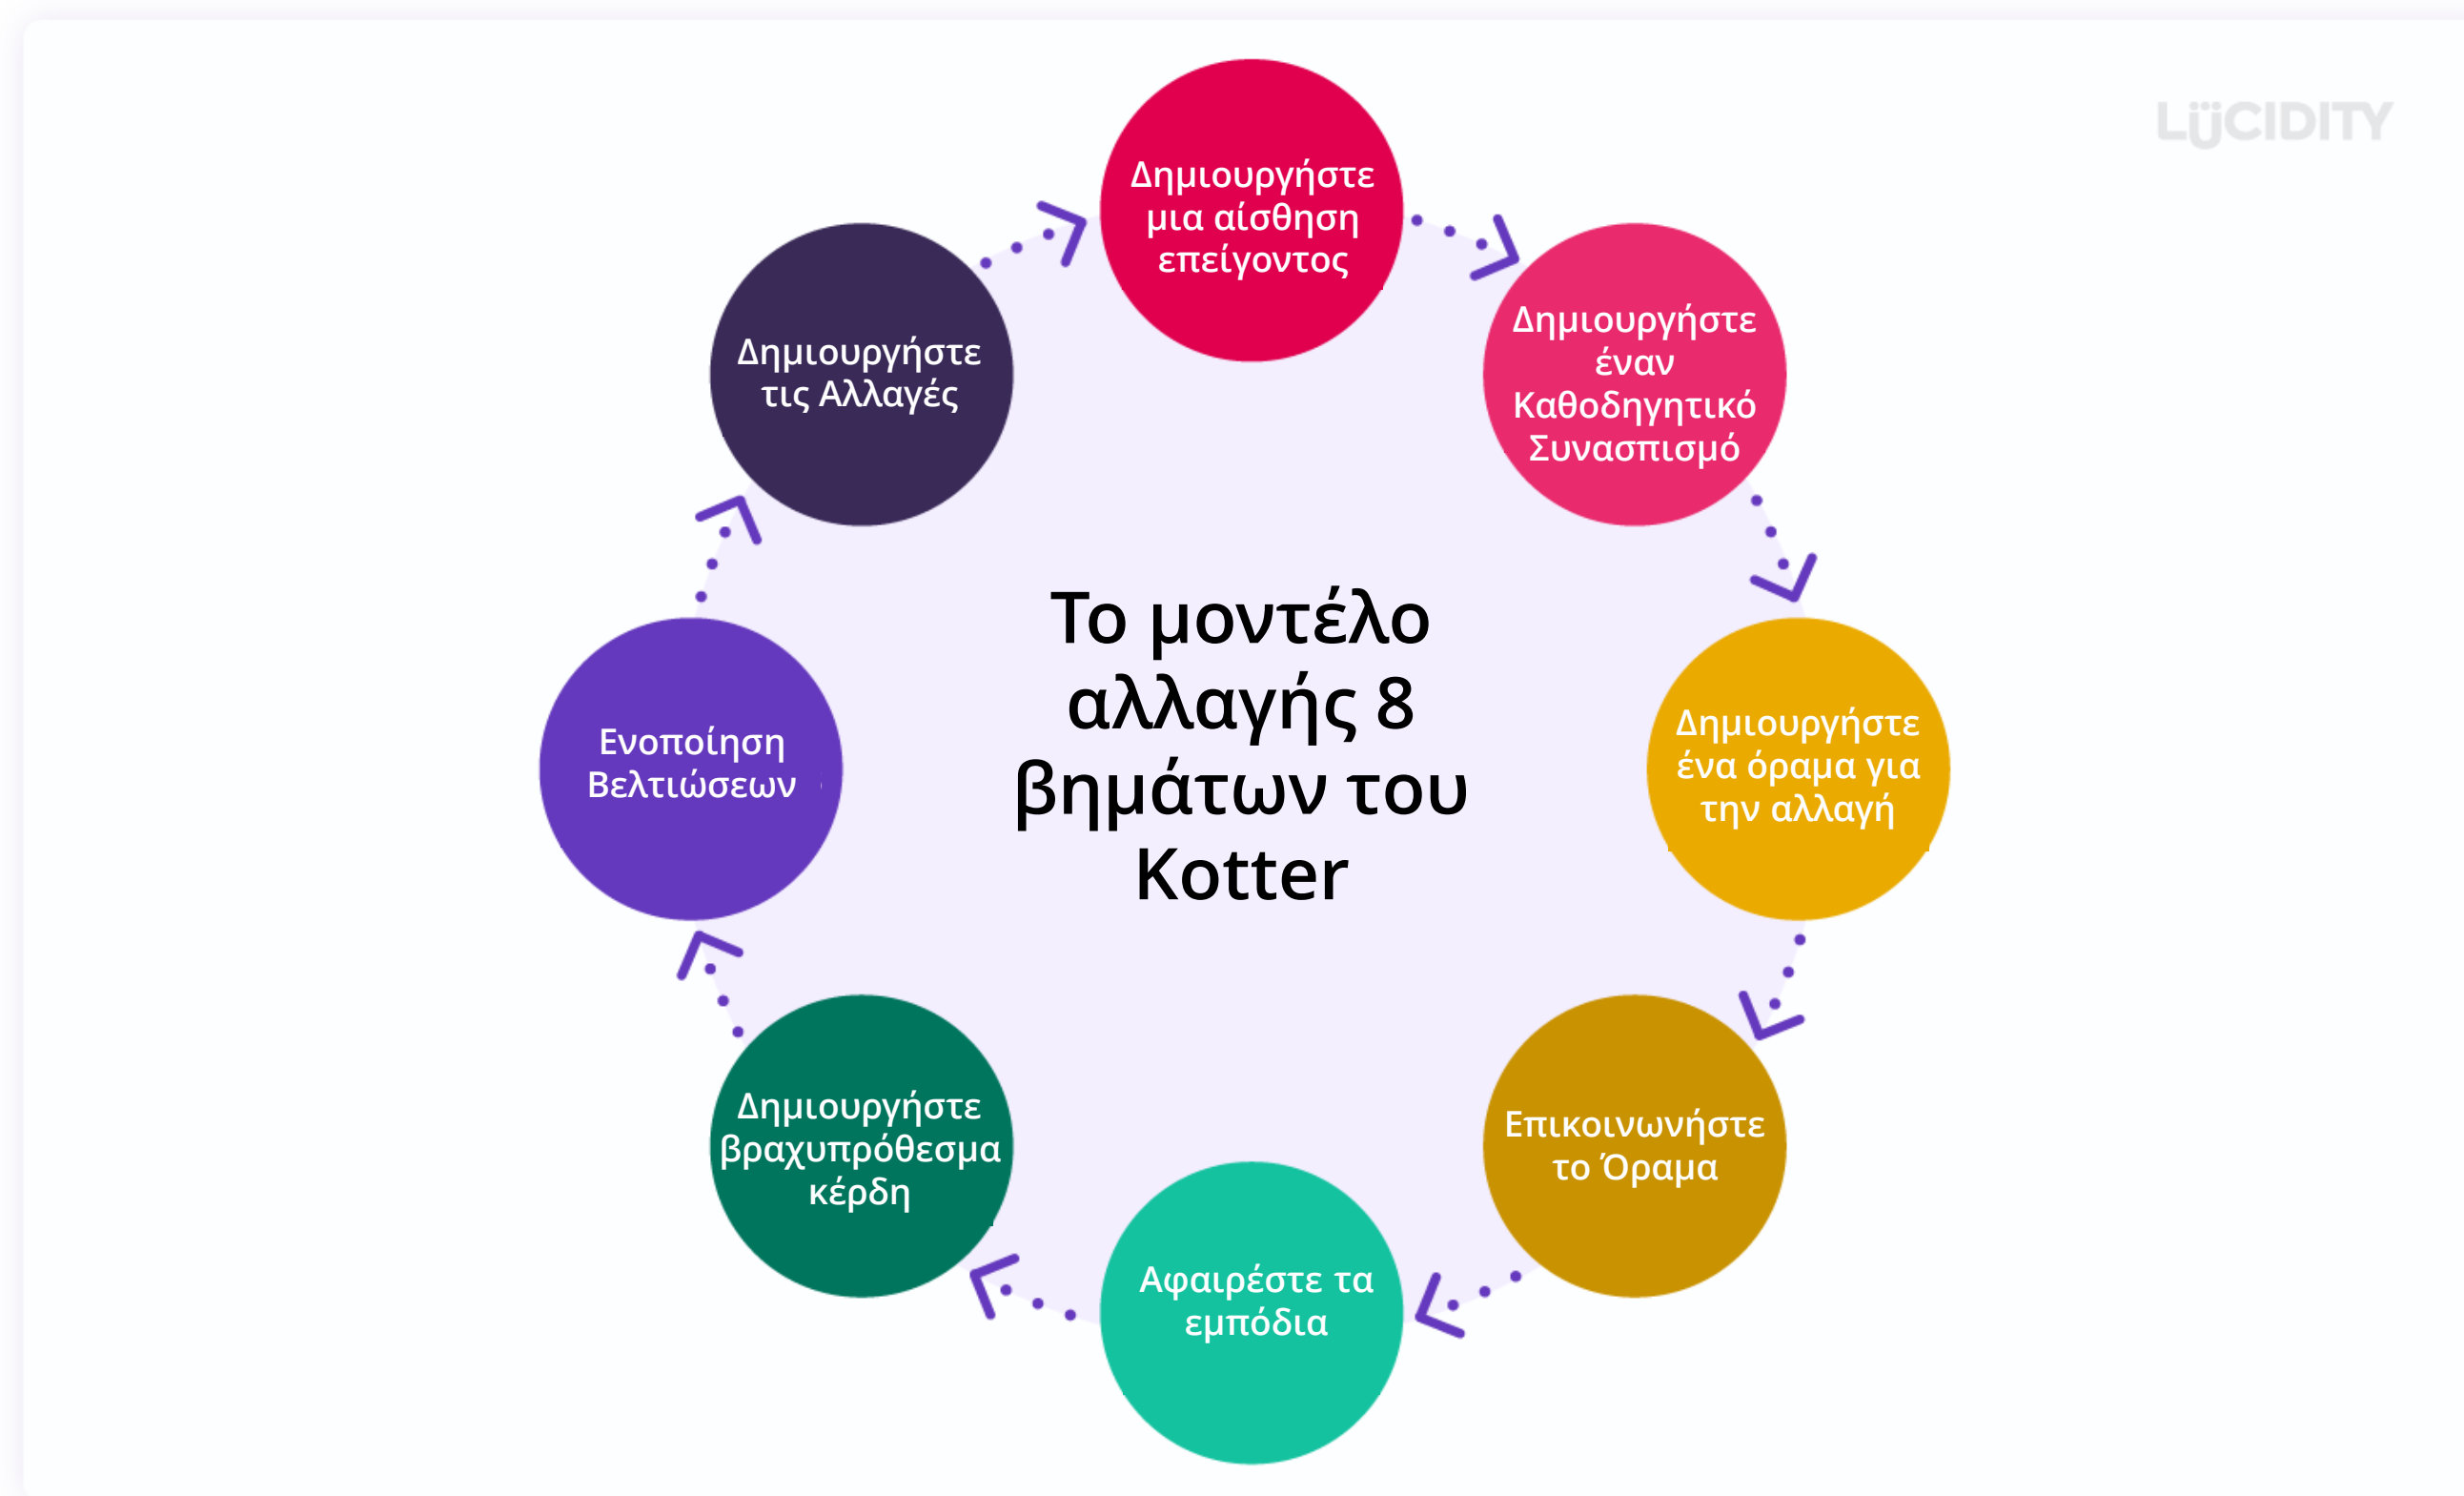 LÜCIDITY
Δημιουργήστε
μια αίσθηση
επείγοντος
Δημιουργήστε
έναν
Καθοδηγητικό
Συνασπισμό
Δημιουργήστε
ένα όραμα για
την αλλαγή
Επικοινωνήστε
το Όραμα
Αφαιρέστε τα
εμπόδια
Δημιουργήστε
βραχυπρόθεσμα
κέρδη
Ενοποίηση
Βελτιώσεων
Δημιουργήστε
τις Αλλαγές
Το μοντέλο
αλλαγής 8
βημάτων του
Kotter